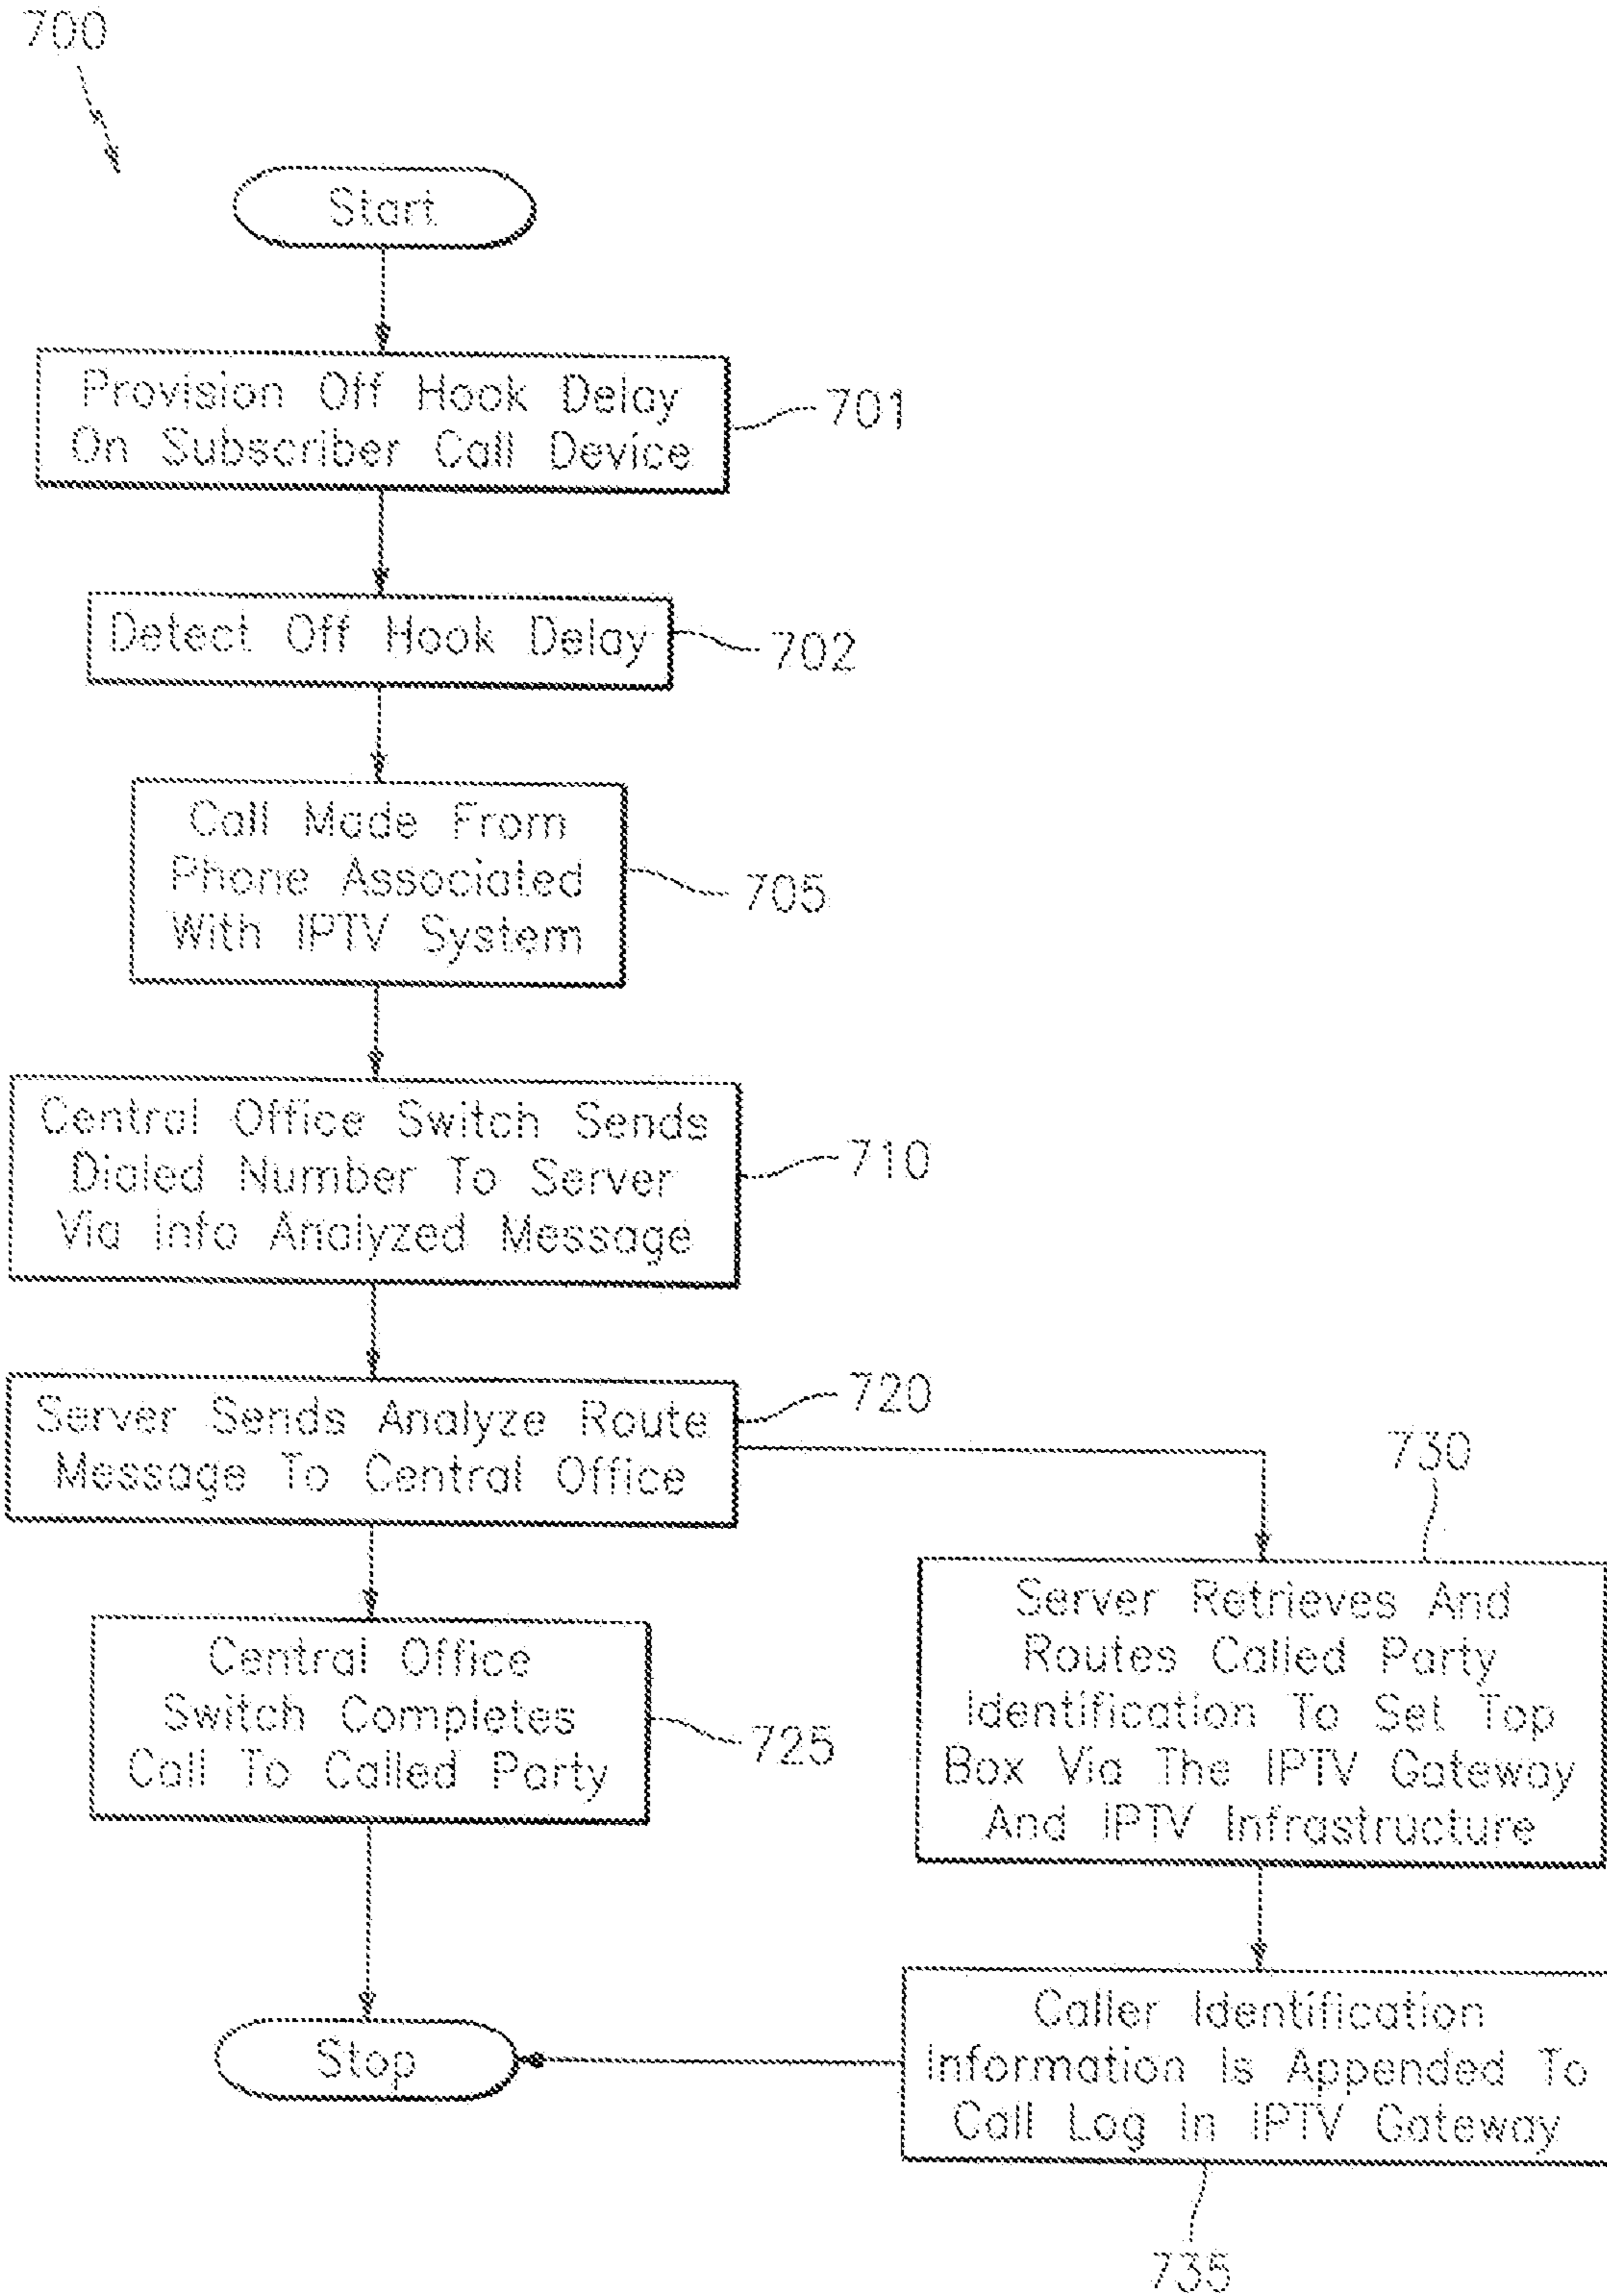 700
Start
Provision Off Hook Delay
On Subscriber Call Device
701
Detect Off Hook Delay
702
Call Made From
Phone Associated
With IPTV System
705
Central Office Switch Sends
Dialed Number To Server
Via Info Analyzed Message
710
Server Sends Analyze Route
Message To Central Office
720
730
Central Office
Switch Completes
Call To Called Party
725
Server Retrieves And
Routes Called Party
Identification To Set Top
Box Via The IPTV Gateway
And IPTV Infrastructure
Stop
Caller Identification
Information Is Appended To
Call Log In IPTV Gateway
735